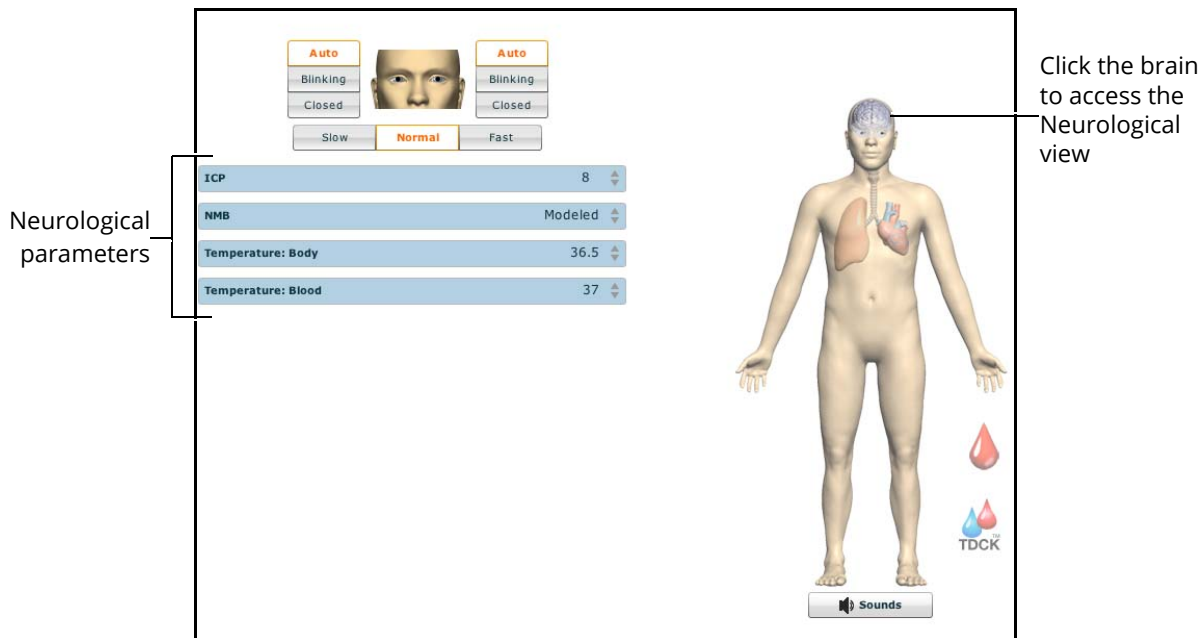 Auto
Auto
Blinking
Blinking
Closed
Closed
Slow Normal Fast
Neurological
parameters
ICP 8
NMB Modeled
Temperature: Body 36.5
Temperature: Blood 37
Click the brain
to access the
Neurological
view
TDCK™
Sounds